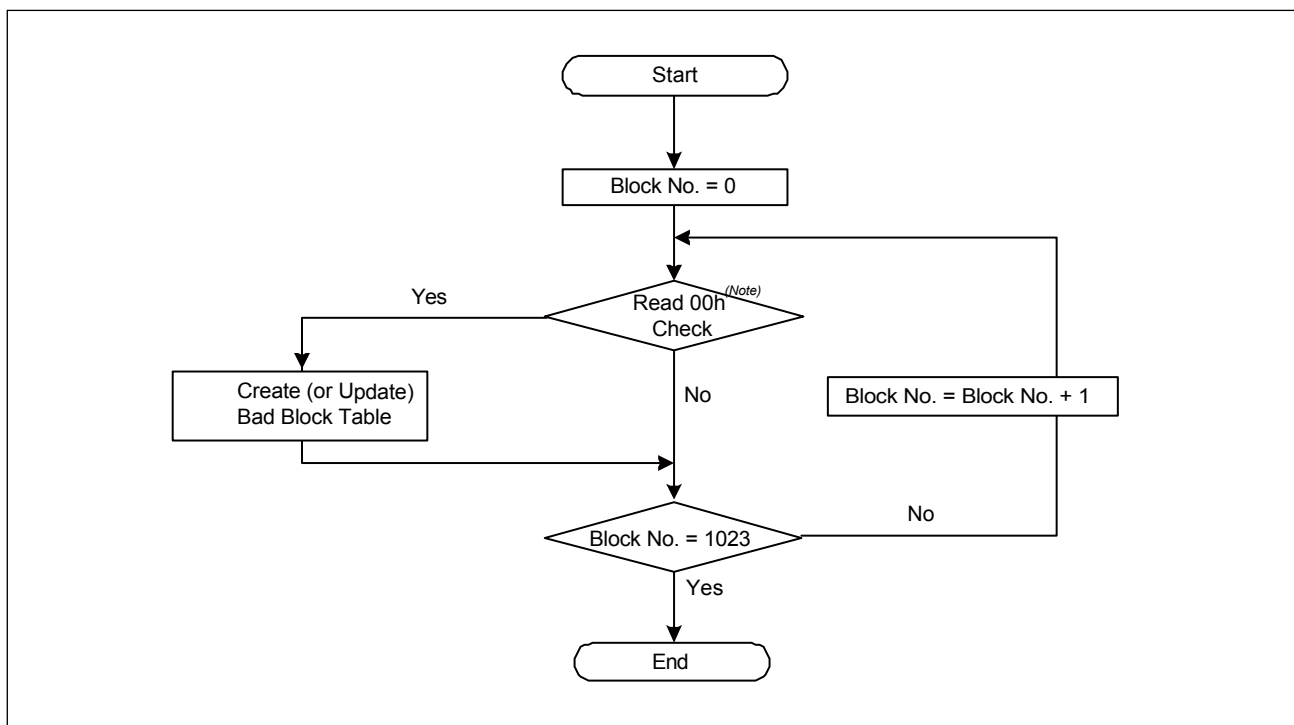 Start
Block No. = 0
(Note)
Read 00h
Check
Yes
No
Create (or Update)
Bad Block Table
Block No. = Block No. + 1
Block No. = 1023
No
Yes
End